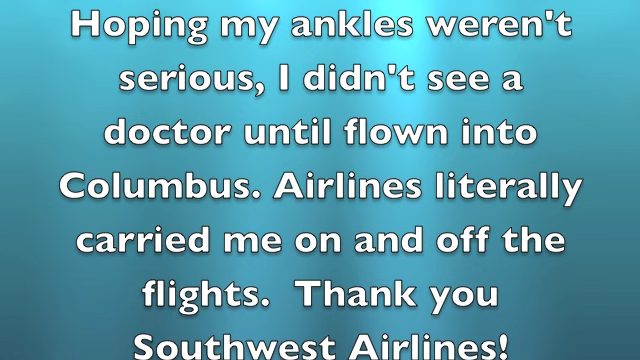 Hoping my ankles weren't
serious, I didn't see a
doctor until flown into
Columbus. Airlines literally
carried me on and off the
flights.  Thank you
Southwest Airlines!